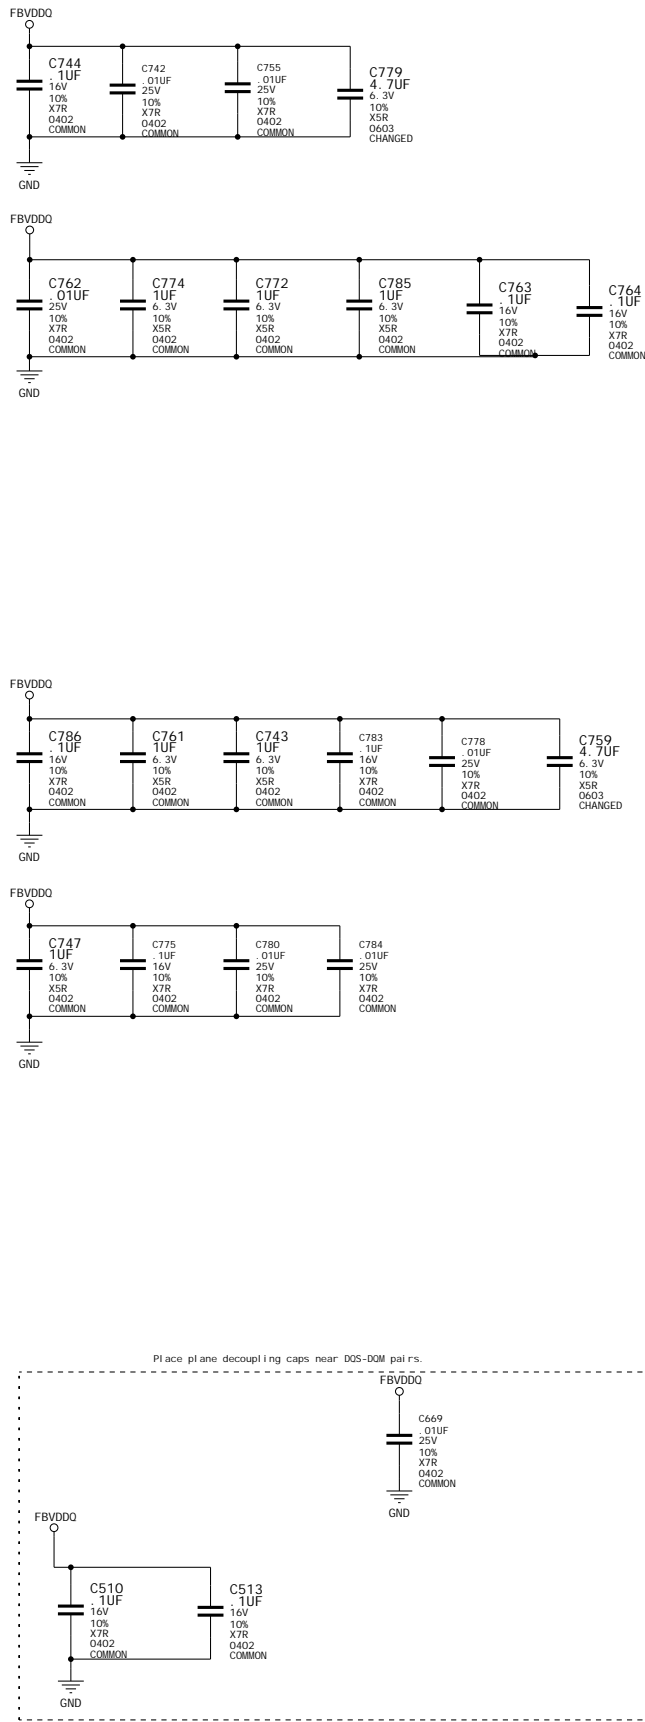 FBVDDQ
C744
.1UF
16V
10%
X7R
0402
COMMON
C742
.01UF
25V
10%
X7R
0402
COMMON
C755
.01UF
25V
10%
X7R
0402
COMMON
C779
4.7UF
6.3V
10%
X5R
0603
CHANGED
GND
FBVDDQ
C762
.01UF
25V
10%
X7R
0402
COMMON
C774
1UF
6.3V
10%
X5R
0402
COMMON
C772
1UF
6.3V
10%
X5R
0402
COMMON
C785
1UF
6.3V
10%
X5R
0402
COMMON
C763
.1UF
16V
10%
X7R
0402
COMMON
C764
.1UF
16V
10%
X7R
0402
COMMON
GND
FBVDDQ
C786
.1UF
16V
10%
X7R
0402
COMMON
C761
1UF
6.3V
10%
X5R
0402
COMMON
C743
1UF
6.3V
10%
X5R
0402
COMMON
C783
.1UF
16V
10%
X7R
0402
COMMON
C778
.01UF
25V
10%
X7R
0402
COMMON
C759
4.7UF
6.3V
10%
X5R
0603
CHANGED
GND
FBVDDQ
C747
1UF
6.3V
10%
X5R
0402
COMMON
C775
.1UF
16V
10%
X7R
0402
COMMON
C780
.01UF
25V
10%
X7R
0402
COMMON
C784
.01UF
25V
10%
X7R
0402
COMMON
GND
Place plane decoupling caps near DQS-DQM pairs.
FBVDDQ
C669
.01UF
25V
10%
X7R
0402
COMMON
GND
FBVDDQ
C510
.1UF
16V
10%
X7R
0402
COMMON
C513
.1UF
16V
10%
X7R
0402
COMMON
GND